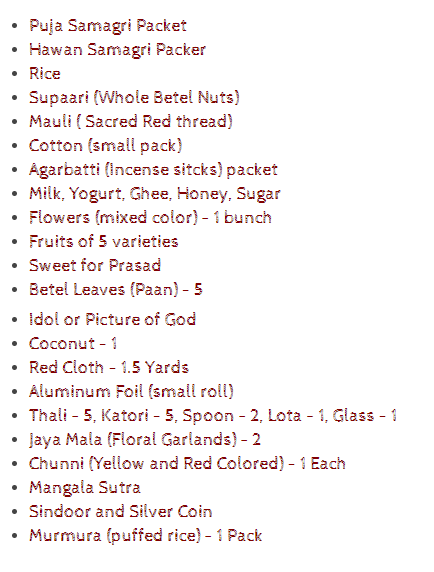 • Puja Samagri Packet
• Hawan Samagri Packer
• Rice
• Supaari (Whole Betel Nuts)
• Mauli ( Sacred Red thread)
• Cotton (small pack)
• Agarbatti (Incense sitcks) packet
• Milk, Yogurt, Ghee, Honey, Sugar
• Flowers (mixed color) - 1 bunch
• Fruits of 5 varieties
• Sweet for Prasad
• Betel Leaves (Paan) - 5
• Idol or Picture of God
• Coconut - 1
• Red Cloth - 1.5 Yards
• Aluminum Foil (small roll)
• Thali - 5, Katori - 5, Spoon - 2, Lota - 1, Glass - 1
• Jaya Mala (Floral Garlands) - 2
• Chunni (Yellow and Red Colored) - 1 Each
• Mangala Sutra
• Sindoor and Silver Coin
• Murmura (puffed rice) - 1 Pack